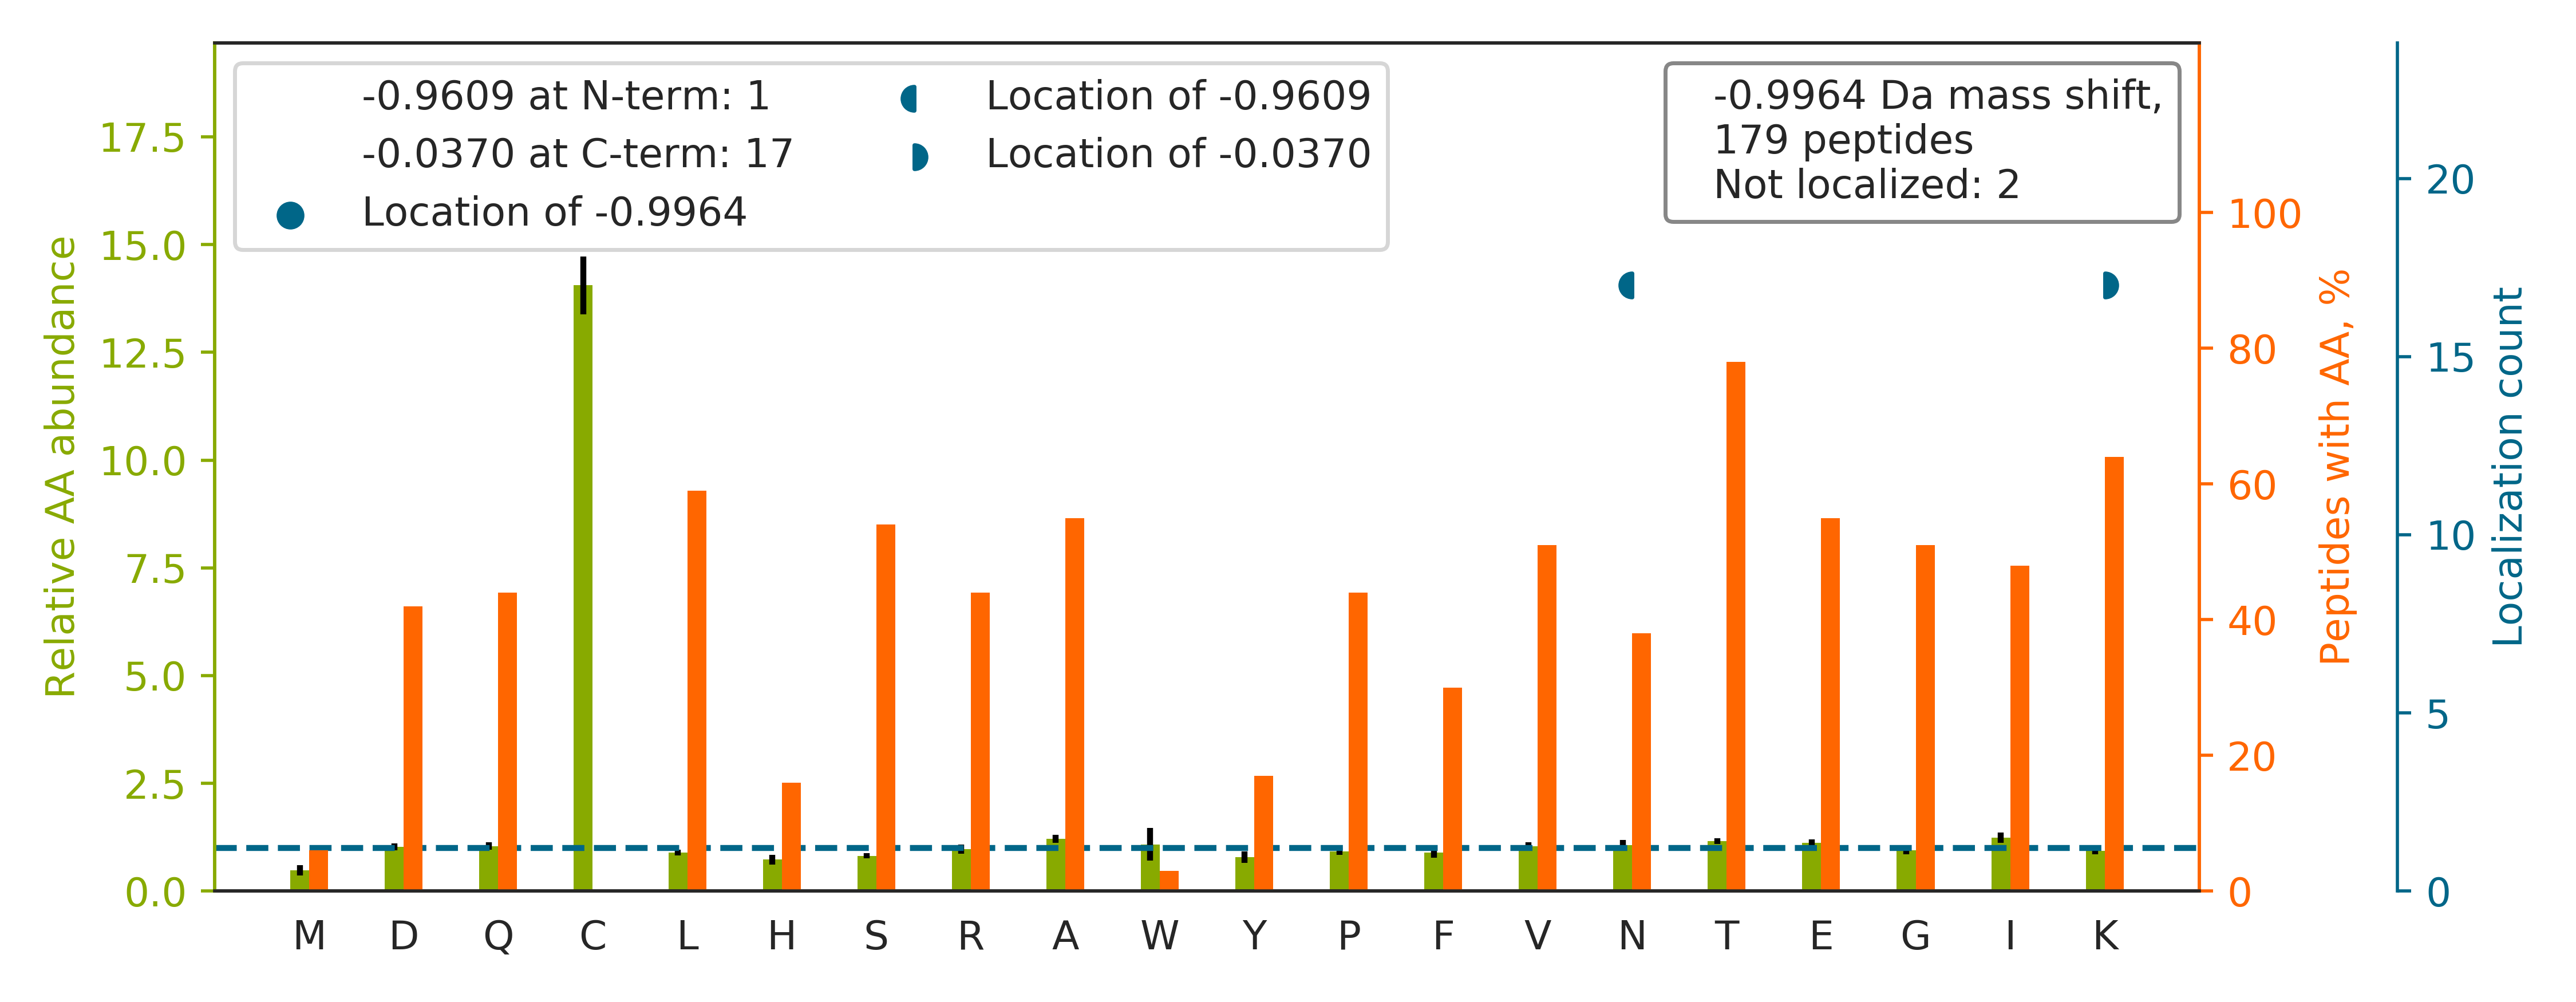 -0.9609 at N-term: 1
-0.0370 at C-term: 17
Location of -0.9964
Location of -0.9609
Location of -0.0370
-0.9964 Da mass shift,
179 peptides
Not localized: 2
Relative AA abundance
17.5
15.0
12.5
10.0
7.5
5.0
2.5
0.0
M D Q C L H S R A W Y P F V N T E G I K
100
80
60
40
20
0
Peptides with AA, %
20
15
10
5
0
Localization count